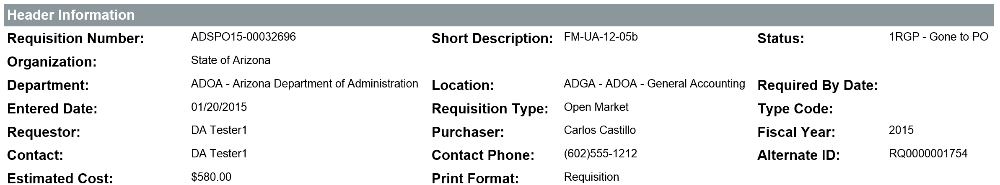 Header Information
Requisition Number: ADSPO15-00032696 Short Description: FM-UA-12-05b Status: 1RGP - Gone to PO
Organization: State of Arizona
Department: ADOA - Arizona Department of Administration Location: ADGA - ADOA - General Accounting Required By Date:
Entered Date: 01/20/2015 Requisition Type: Open Market Type Code:
Requestor: DA Tester1 Purchaser: Carlos Castillo Fiscal Year: 2015
Contact: DA Tester1 Contact Phone: (602)555-1212 Alternate ID: RQ0000001754
Estimated Cost: $580.00 Print Format: Requisition